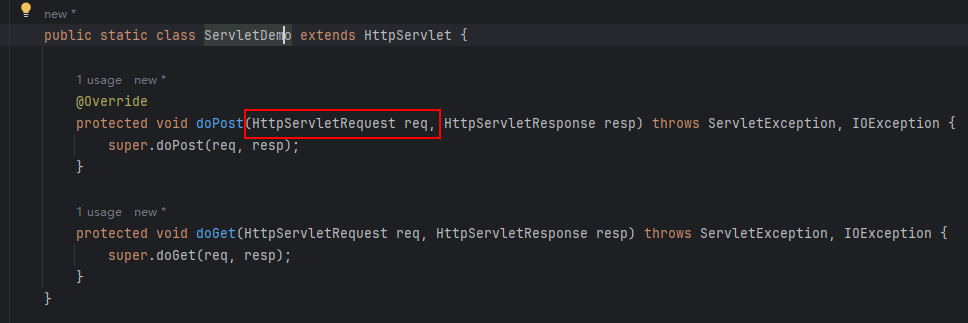 new *
public static class ServletDemo extends HttpServlet {
1 usage   new *
@Override
protected void doPost(HttpServletRequest req, HttpServletResponse resp) throws ServletException, IOException {
super.doPost(req, resp);
}
1 usage   new *
protected void doGet(HttpServletRequest req, HttpServletResponse resp) throws ServletException, IOException {
super.doGet(req, resp);
}
}